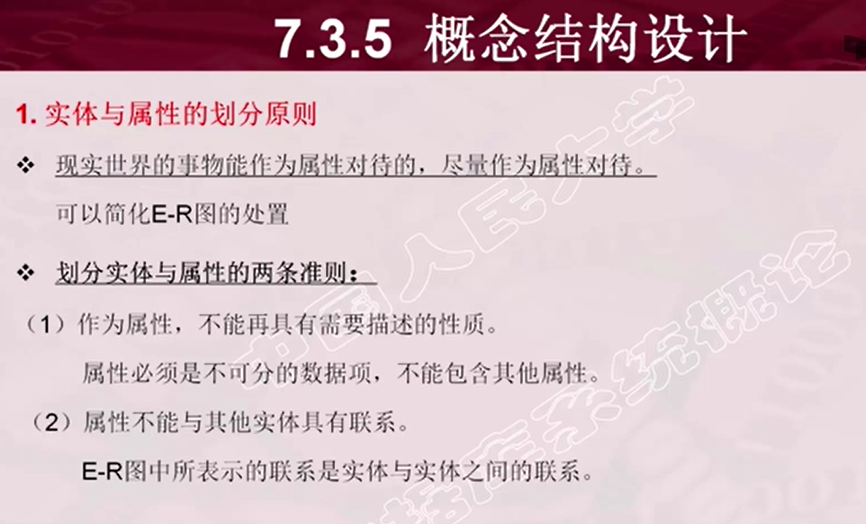 7.3.5 概念结构设计
1. 实体与属性的划分原则
❖ 现实世界的事物能作为属性对待的，尽量作为属性对待。
可以简化E-R图的处置
❖ 划分实体与属性的两条准则：
（1）作为属性，不能再具有需要描述的性质。
属性必须是不可分的数据项，不能包含其他属性。
（2）属性不能与其他实体具有联系。
E-R图中所表示的联系是实体与实体之间的联系。
中国人民大学
数据库系统概论